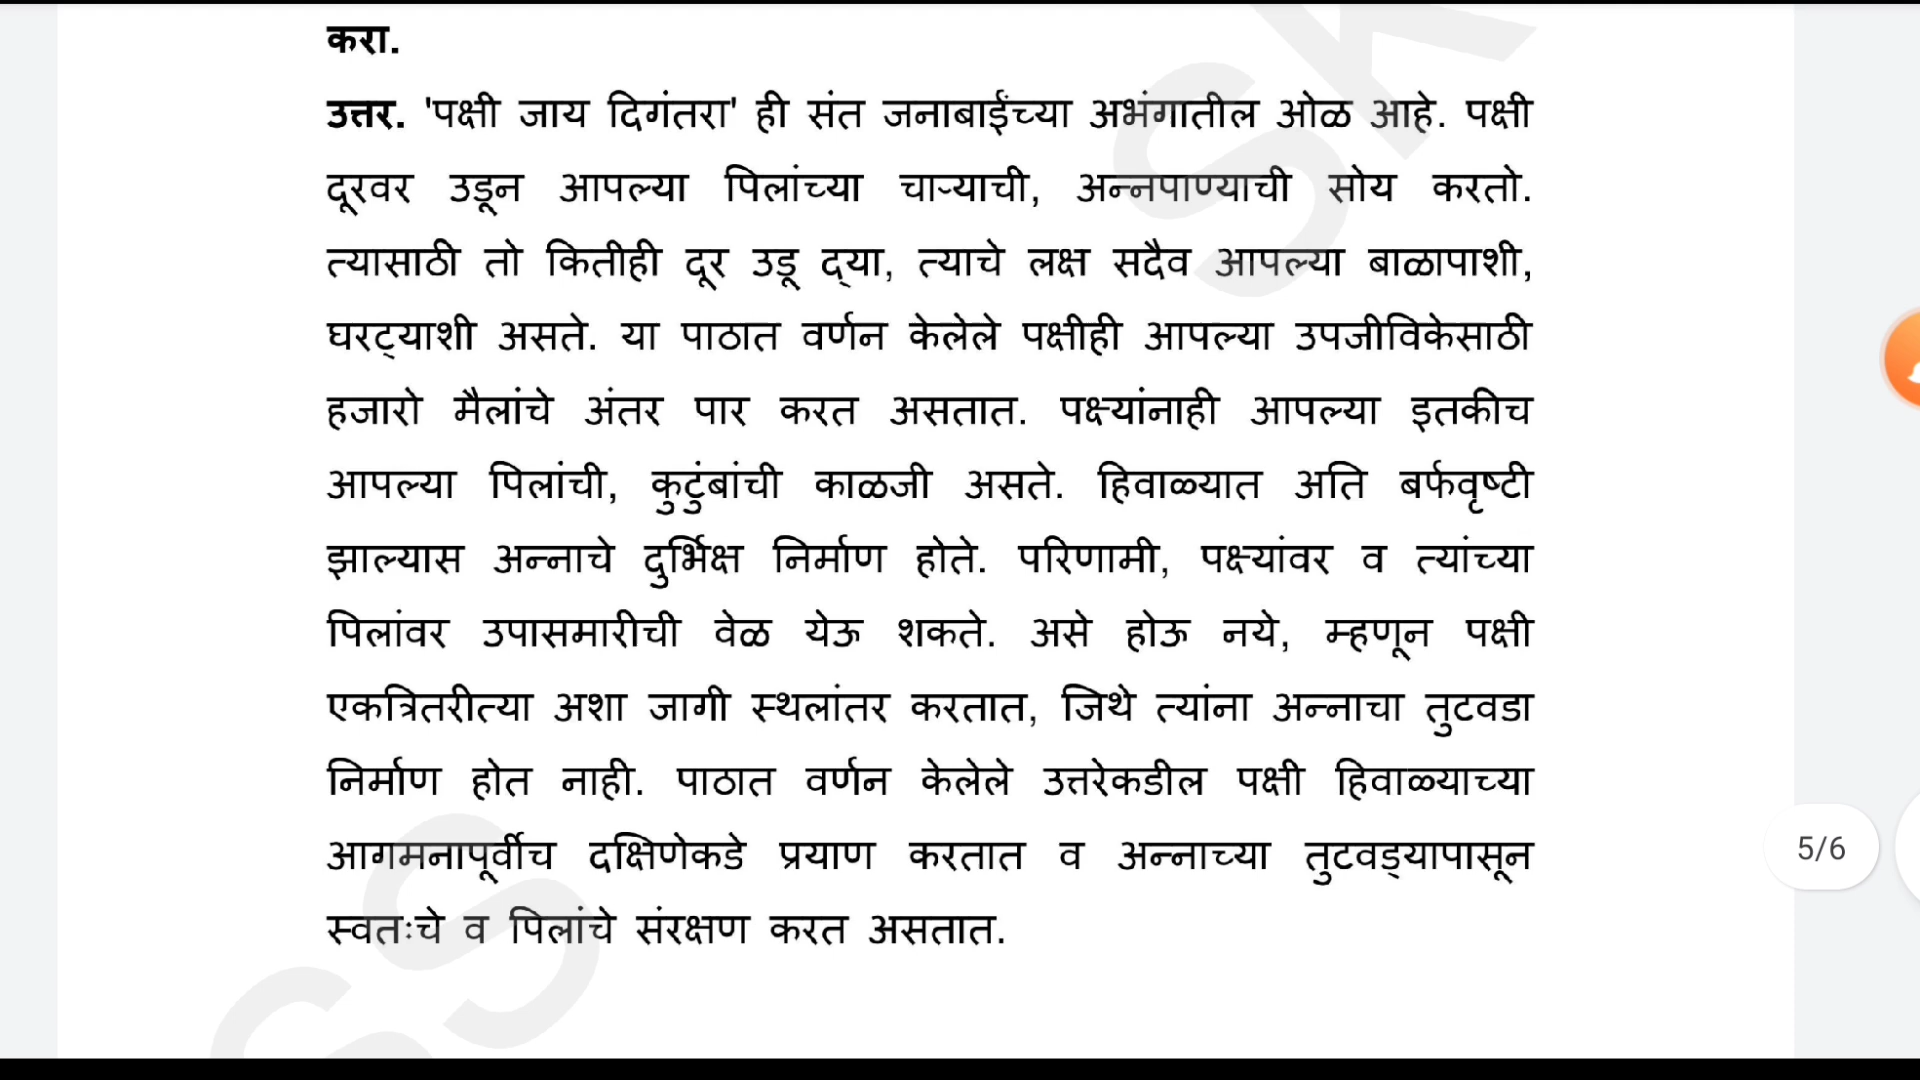 करा.
उत्तर. 'पक्षी जाय दिगंतरा' ही संत जनाबाईंच्या अभंगातील ओळ आहे. पक्षी
दूरवर उडून आपल्या पिलांच्या चाऱ्याची, अन्नपाण्याची सोय करतो.
त्यासाठी तो कितीही दूर उडू द्‌या, त्याचे लक्ष सदैव आपल्या बाळापाशी,
घरट्याशी असते. या पाठात वर्णन केलेले पक्षीही आपल्या उपजीविकेसाठी
हजारो मैलांचे अंतर पार करत असतात. पक्ष्यांनाही आपल्या इतकीच
आपल्या पिलांची, कुटुंबांची काळजी असते. हिवाळ्यात अति बर्फवृष्टी
झाल्यास अन्नाचे दुर्भिक्ष निर्माण होते. परिणामी, पक्ष्यांवर व त्यांच्या
पिलांवर उपासमारीची वेळ येऊ शकते. असे होऊ नये, म्हणून पक्षी
एकत्रितरीत्या अशा जागी स्थलांतर करतात, जिथे त्यांना अन्नाचा तुटवडा
निर्माण होत नाही. पाठात वर्णन केलेले उत्तरेकडील पक्षी हिवाळ्याच्या
आगमनापूर्वीच दक्षिणेकडे प्रयाण करतात व अन्नाच्या तुटवड्यापासून
स्वतःचे व पिलांचे संरक्षण करत असतात.
5/6
SK
SS